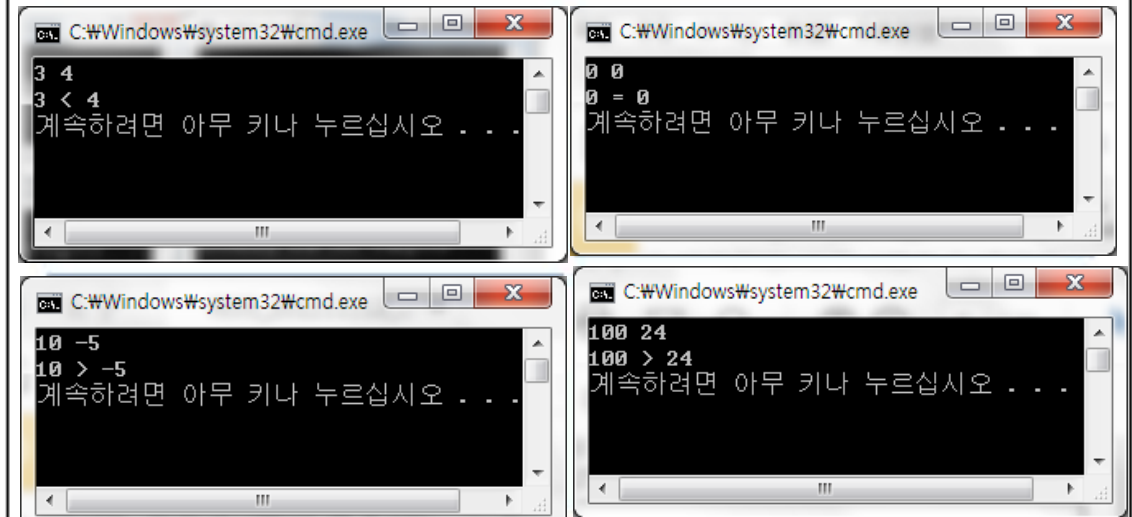 C:₩Windows₩system32₩cmd.exe
3 4
3 < 4
계속하려면 아무 키나 누르십시오 . . .
C:₩Windows₩system32₩cmd.exe
0 0
0 = 0
계속하려면 아무 키나 누르십시오 . . .
C:₩Windows₩system32₩cmd.exe
10 -5
10 > -5
계속하려면 아무 키나 누르십시오 . . .
C:₩Windows₩system32₩cmd.exe
100 24
100 > 24
계속하려면 아무 키나 누르십시오 . . .